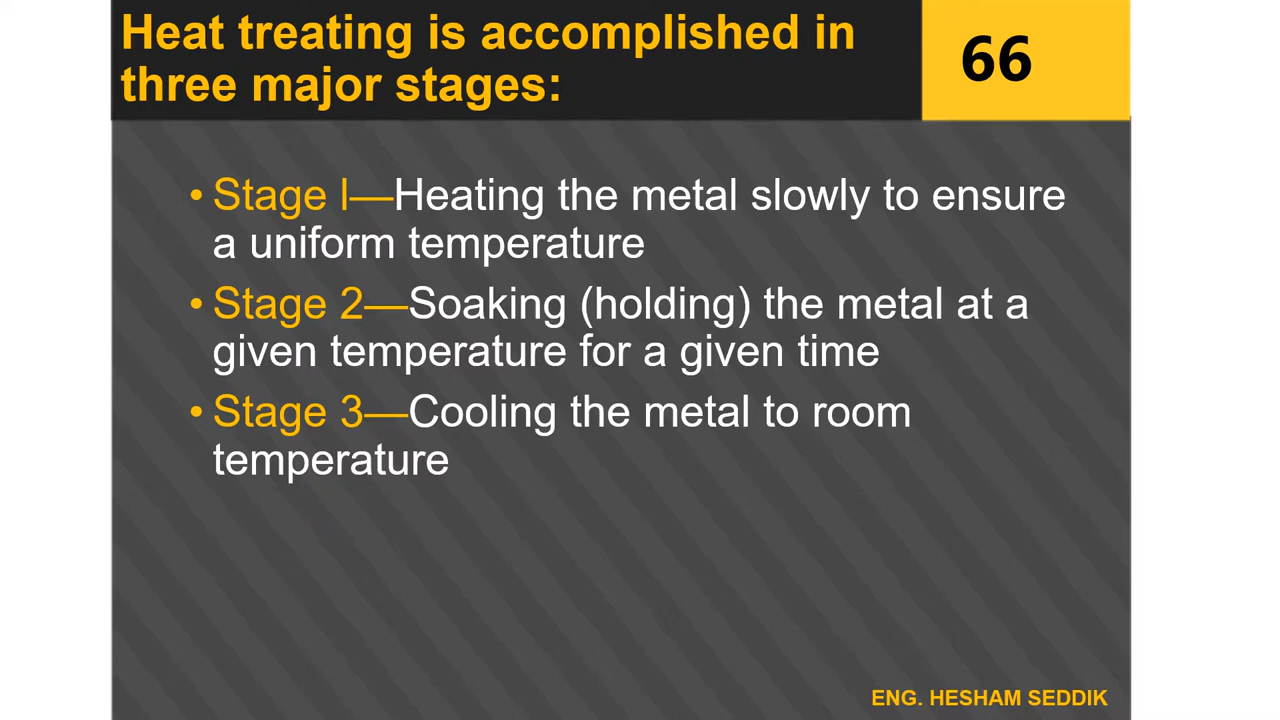 Heat treating is accomplished in
three major stages:
66
• Stage l—Heating the metal slowly to ensure
a uniform temperature
• Stage 2—Soaking (holding) the metal at a
given temperature for a given time
• Stage 3—Cooling the metal to room
temperature
ENG. HESHAM SEDDIK